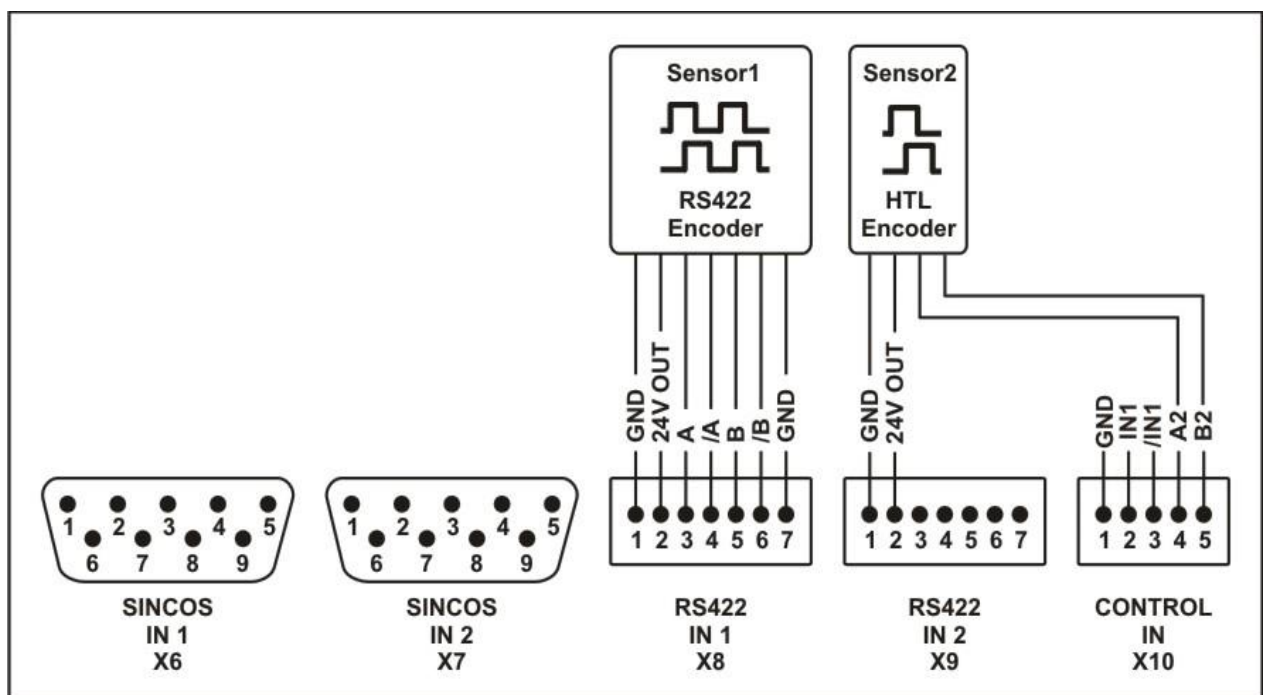 Sensor1
RS422
Encoder
Sensor2
HTL
Encoder
GND
24V OUT
A
/A
B
/B
GND
GND
24V OUT
GND
IN1
/IN1
A2
B2
1 2 3 4 5
6 7 8 9
1 2 3 4 5
6 7 8 9
1 2 3 4 5 6 7
1 2 3 4 5 6 7
1 2 3 4 5
SINCOS
IN 1
X6
SINCOS
IN 2
X7
RS422
IN 1
X8
RS422
IN 2
X9
CONTROL
IN
X10